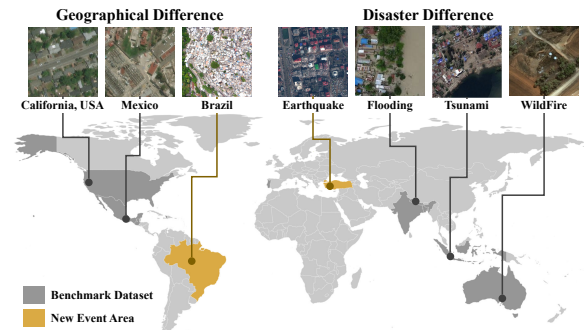 Geographical Difference
Disaster Difference
California, USA
Mexico
Brazil
Earthquake
Flooding
Tsunami
WildFire
Benchmark Dataset
New Event Area